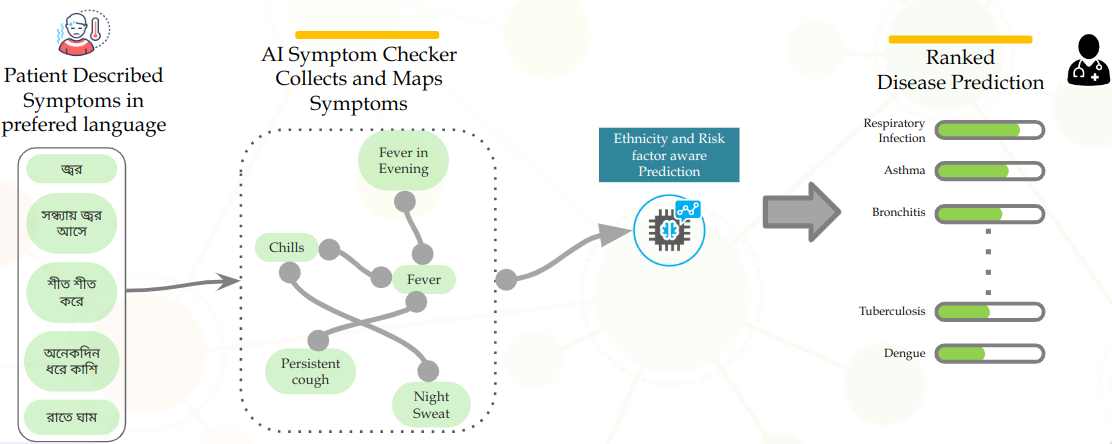 Patient Described
Symptoms in
prefered language
জ্বর
সন্ধ্যায় জ্বর
আসে
শীত শীত
করে
অনেকদিন
ধরে কাশি
রাতে ঘাম
AI Symptom Checker
Collects and Maps
Symptoms
Fever in
Evening
Chills
Fever
Persistent
cough
Night
Sweat
Ethnicity and Risk
factor aware
Prediction
Ranked
Disease Prediction
Respiratory
Infection
Asthma
Bronchitis
Tuberculosis
Dengue